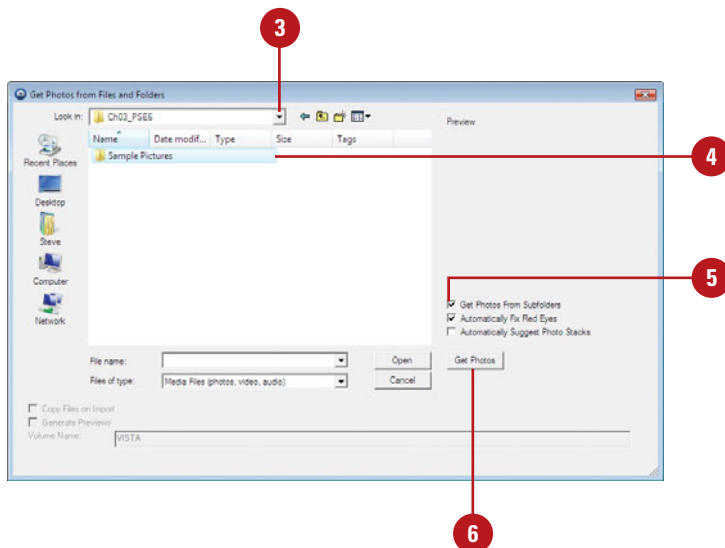 3
Get Photos from Files and Folders
Look in: Ch03_PSE6
Preview
Name Date modif... Type Size Tags
Sample Pictures
4
Recent Places
Desktop
Steve
Computer
Network
5
Get Photos From Subfolders
Automatically Fix Red Eyes
Automatically Suggest Photo Stacks
File name: Open Get Photos
Files of type: Media Files (photos, video, audio) Cancel
Copy Files on Import
Generate Previews
Volume Name: VISTA
6